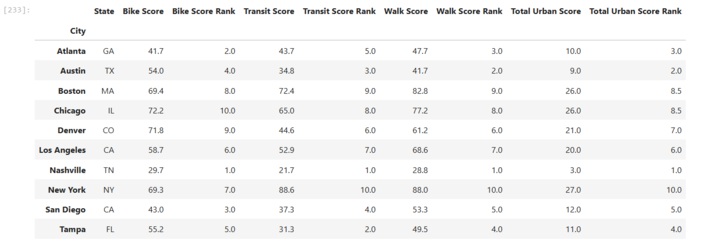 [233]:
State Bike Score Bike Score Rank Transit Score Transit Score Rank Walk Score Walk Score Rank Total Urban Score Total Urban Score Rank
City
Atlanta GA 41.7 2.0 43.7 5.0 47.7 3.0 10.0 3.0
Austin TX 54.0 4.0 34.8 3.0 41.7 2.0 9.0 2.0
Boston MA 69.4 8.0 72.4 9.0 82.8 9.0 26.0 8.5
Chicago IL 72.2 10.0 65.0 8.0 77.2 8.0 26.0 8.5
Denver CO 71.8 9.0 44.6 6.0 61.2 6.0 21.0 7.0
Los Angeles CA 58.7 6.0 52.9 7.0 68.6 7.0 20.0 6.0
Nashville TN 29.7 1.0 21.7 1.0 28.8 1.0 3.0 1.0
New York NY 69.3 7.0 88.6 10.0 88.0 10.0 27.0 10.0
San Diego CA 43.0 3.0 37.3 4.0 53.3 5.0 12.0 5.0
Tampa FL 55.2 5.0 31.3 2.0 49.5 4.0 11.0 4.0